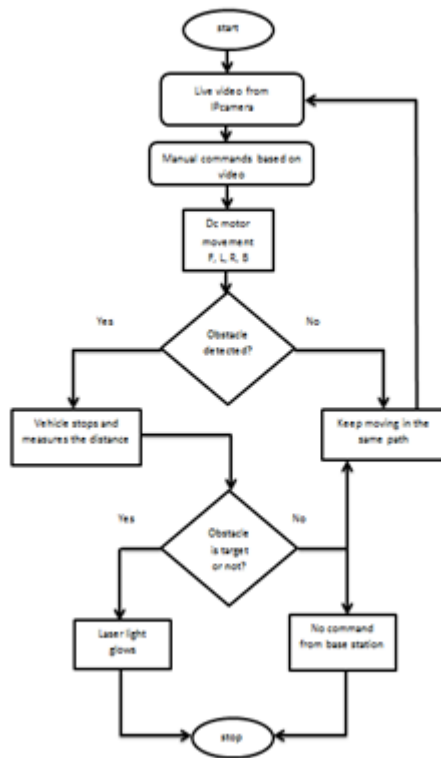 start
Live video from
IPcamera
Manual commands based on
video
Dc motor
movement
F, L, R, B
Yes
Obstacle
detected?
No
Vehicle stops and
measures the distance
Keep moving in the
same path
Yes
Obstacle
is target
or not?
No
Laser light
glows
No command
from base station
stop